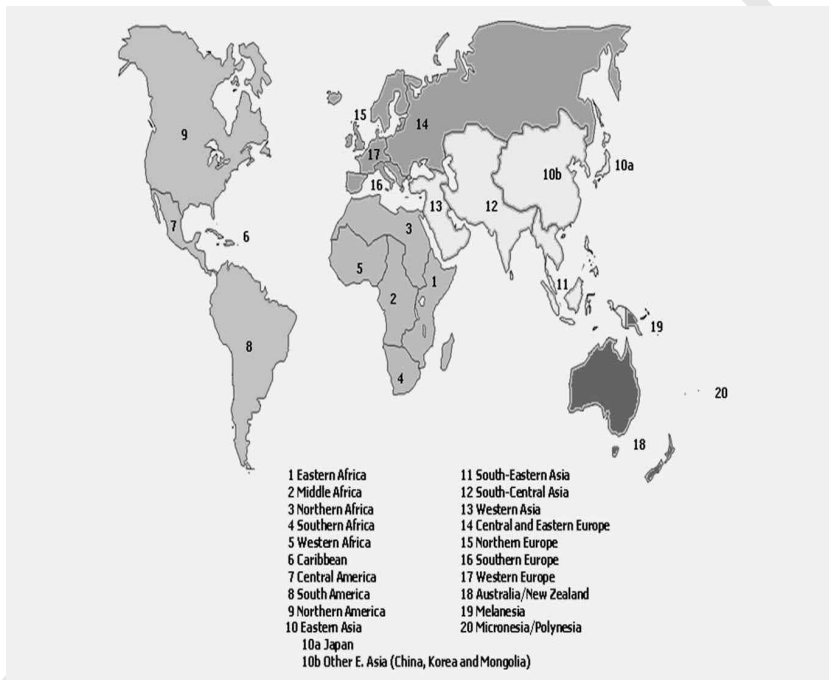 9
15
14
10a
17
10b
16
13
12
7
6
3
5
1
11
2
19
8
4
20
18
1 Eastern Africa
2 Middle Africa
3 Northern Africa
4 Southern Africa
5 Western Africa
6 Caribbean
7 Central America
8 South America
9 Northern America
10 Eastern Asia
10a Japan
10b Other E. Asia (China, Korea and Mongolia)
11 South-Eastern Asia
12 South-Central Asia
13 Western Asia
14 Central and Eastern Europe
15 Northern Europe
16 Southern Europe
17 Western Europe
18 Australia/New Zealand
19 Melanesia
20 Micronesia/Polynesia